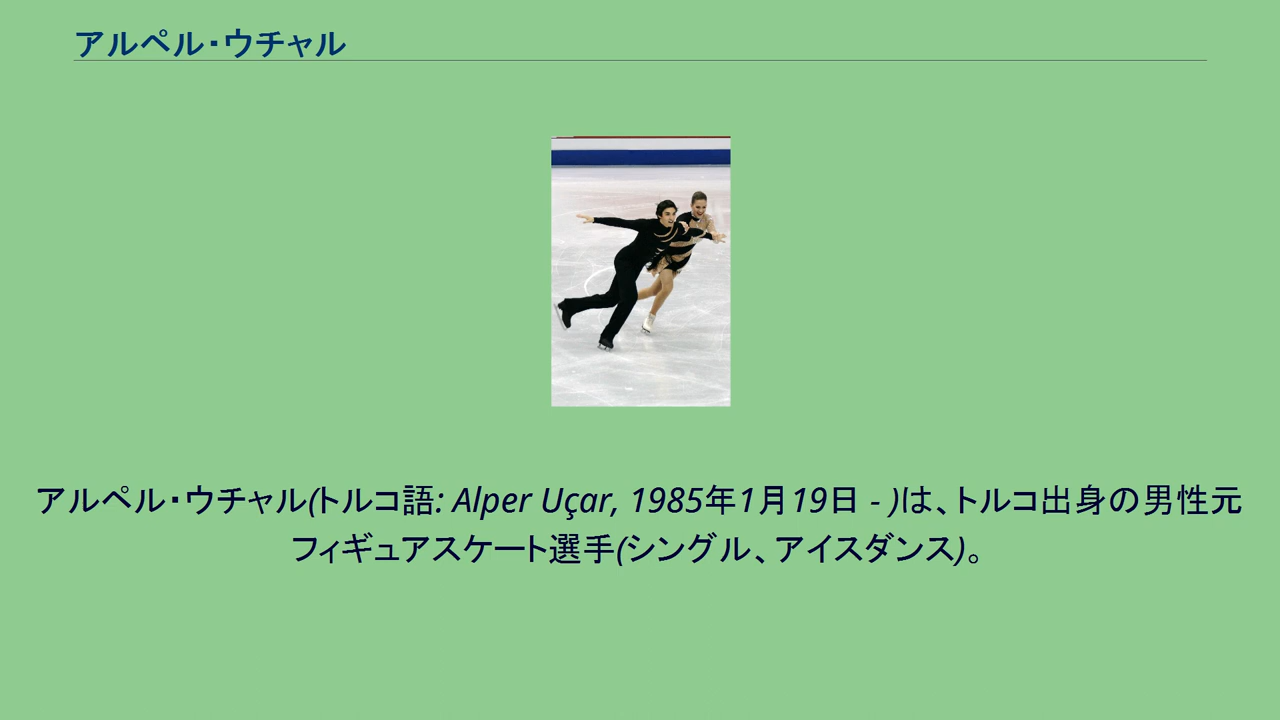 アルペル・ウチャル
アルペル・ウチャル(トルコ語: Alper Uçar, 1985年1月19日 - )は、トルコ出身の男性元
フィギュアスケート選手(シングル、アイスダンス)。